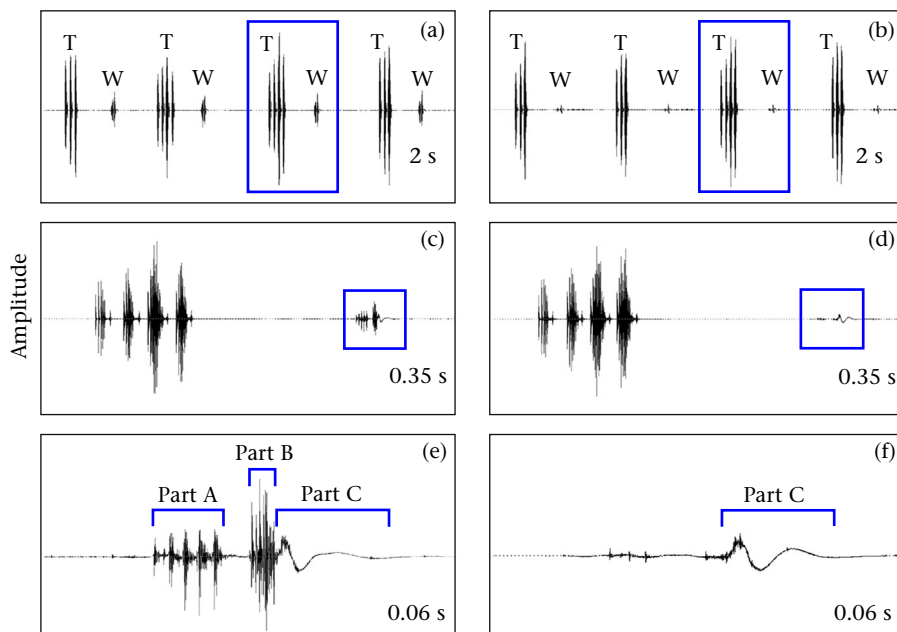 (a)
T T T T
W W W W
2 s
(b)
T T T T
W W W W
2 s
Amplitude
(c)
0.35 s
(d)
0.35 s
(e)
Part B
Part A
Part C
0.06 s
(f)
Part C
0.06 s